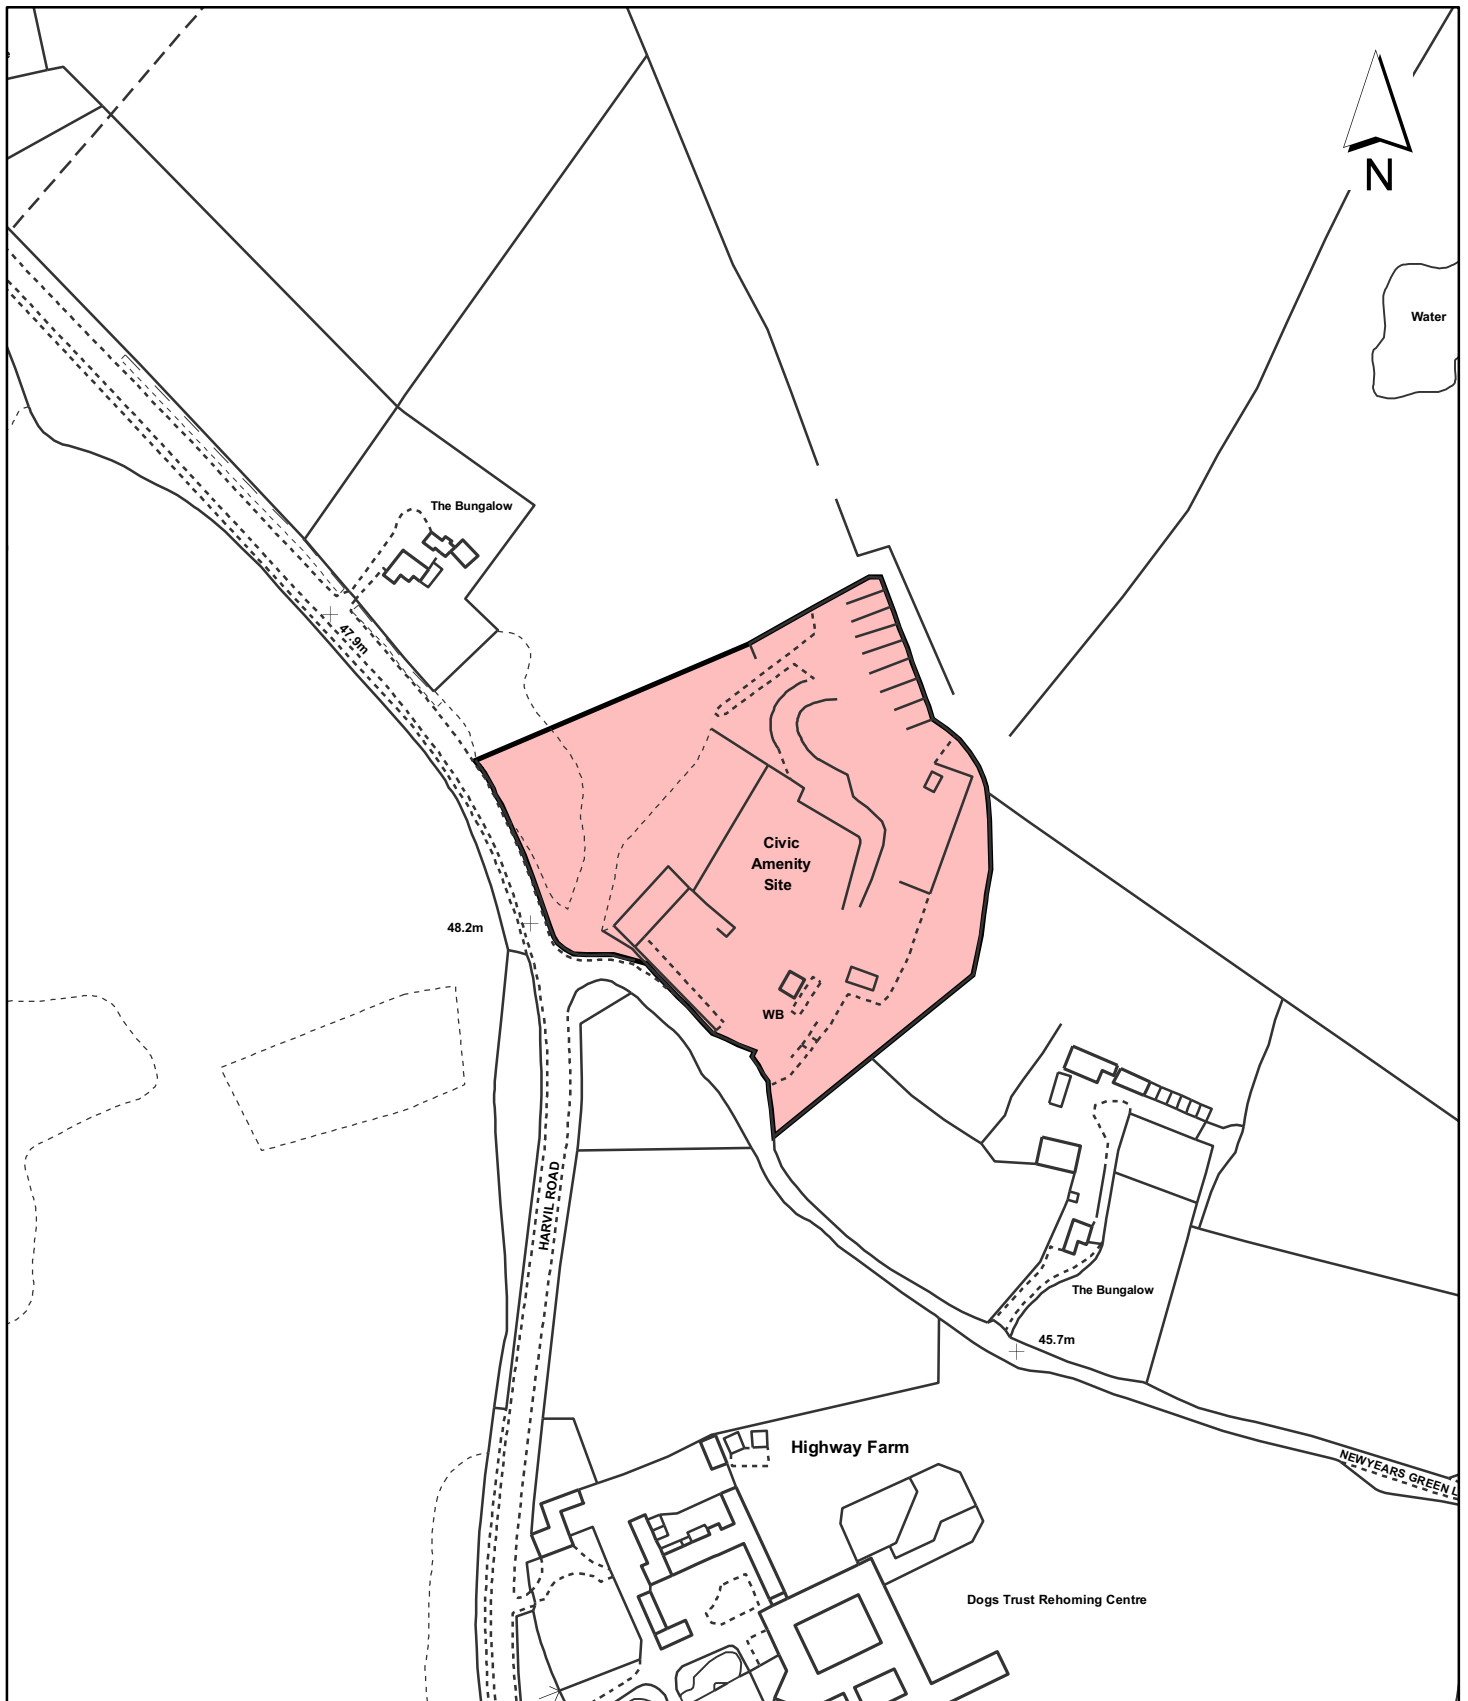 N
Water
The Bungalow
47.9m
Civic
Amenity
Site
48.2m
WB
HARVIL ROAD
The Bungalow
45.7m
Highway Farm
NEWYEARS GREEN L
Dogs Trust Rehoming Centre